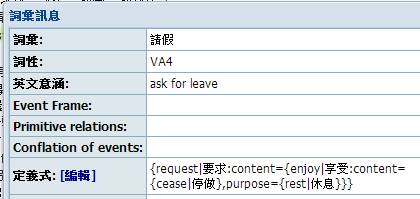 詞彙訊息
詞彙: 請假
詞性: VA4
英文意涵: ask for leave
Event Frame:
Primitive relations:
Conflation of events:
定義式: [編輯] {request|要求:content={enjoy|享受:content=
{cease|停做},purpose={rest|休息}}}